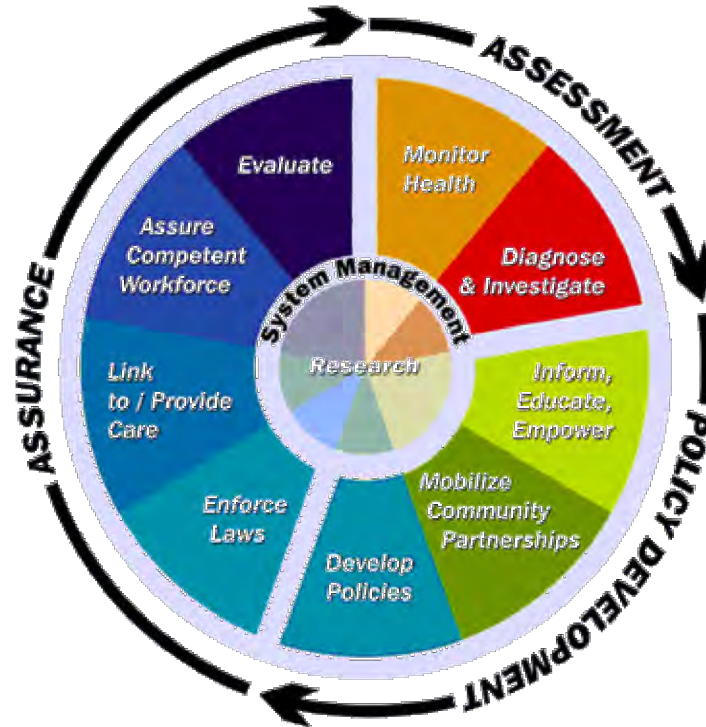 ASSESSMENT
POLICY DEVELOPMENT
ASSURANCE
Monitor
Health
Diagnose
& Investigate
Inform,
Educate,
Empower
Mobilize
Community
Partnerships
Develop
Policies
Enforce
Laws
Link
to / Provide
Care
Assure
Competent
Workforce
Evaluate
System Management
Research